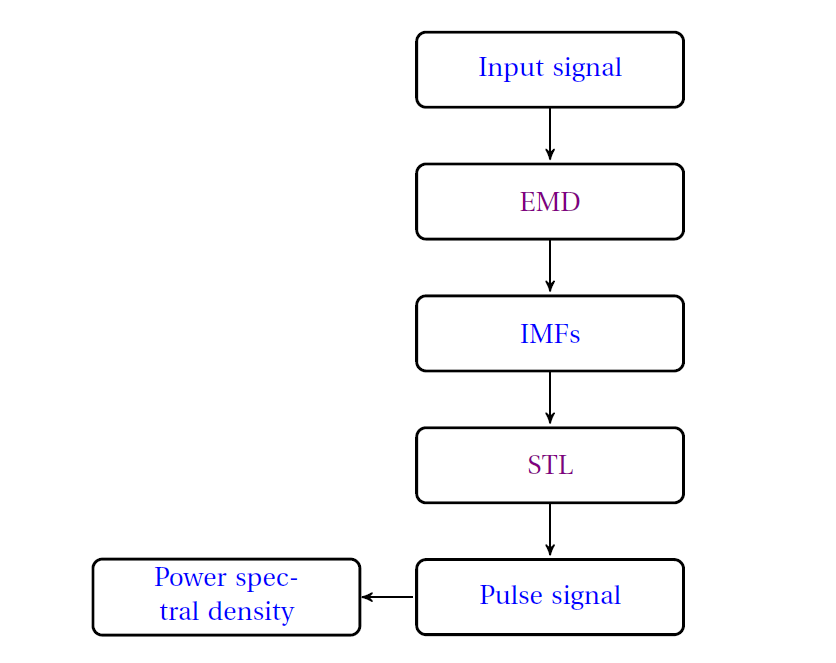 Input signal
EMD
IMFs
STL
Power spec-
tral density
Pulse signal